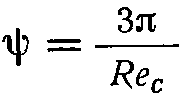 ψ = 3π / Re_c